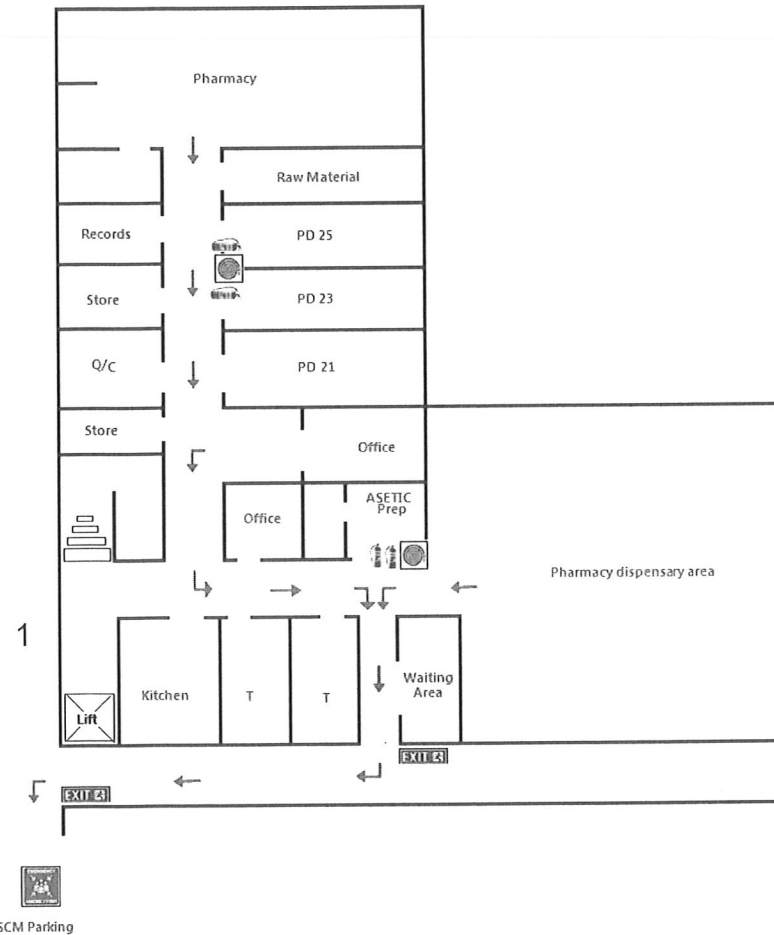 Pharmacy
Raw Material
Records
PD 25
Store
PD 23
Q/C
PD 21
Store
Office
Office
ASETIC
Prep
Pharmacy dispensary area
1
Kitchen
T
T
Waiting
Area
Lift
EXIT
EXIT
SCM Parking